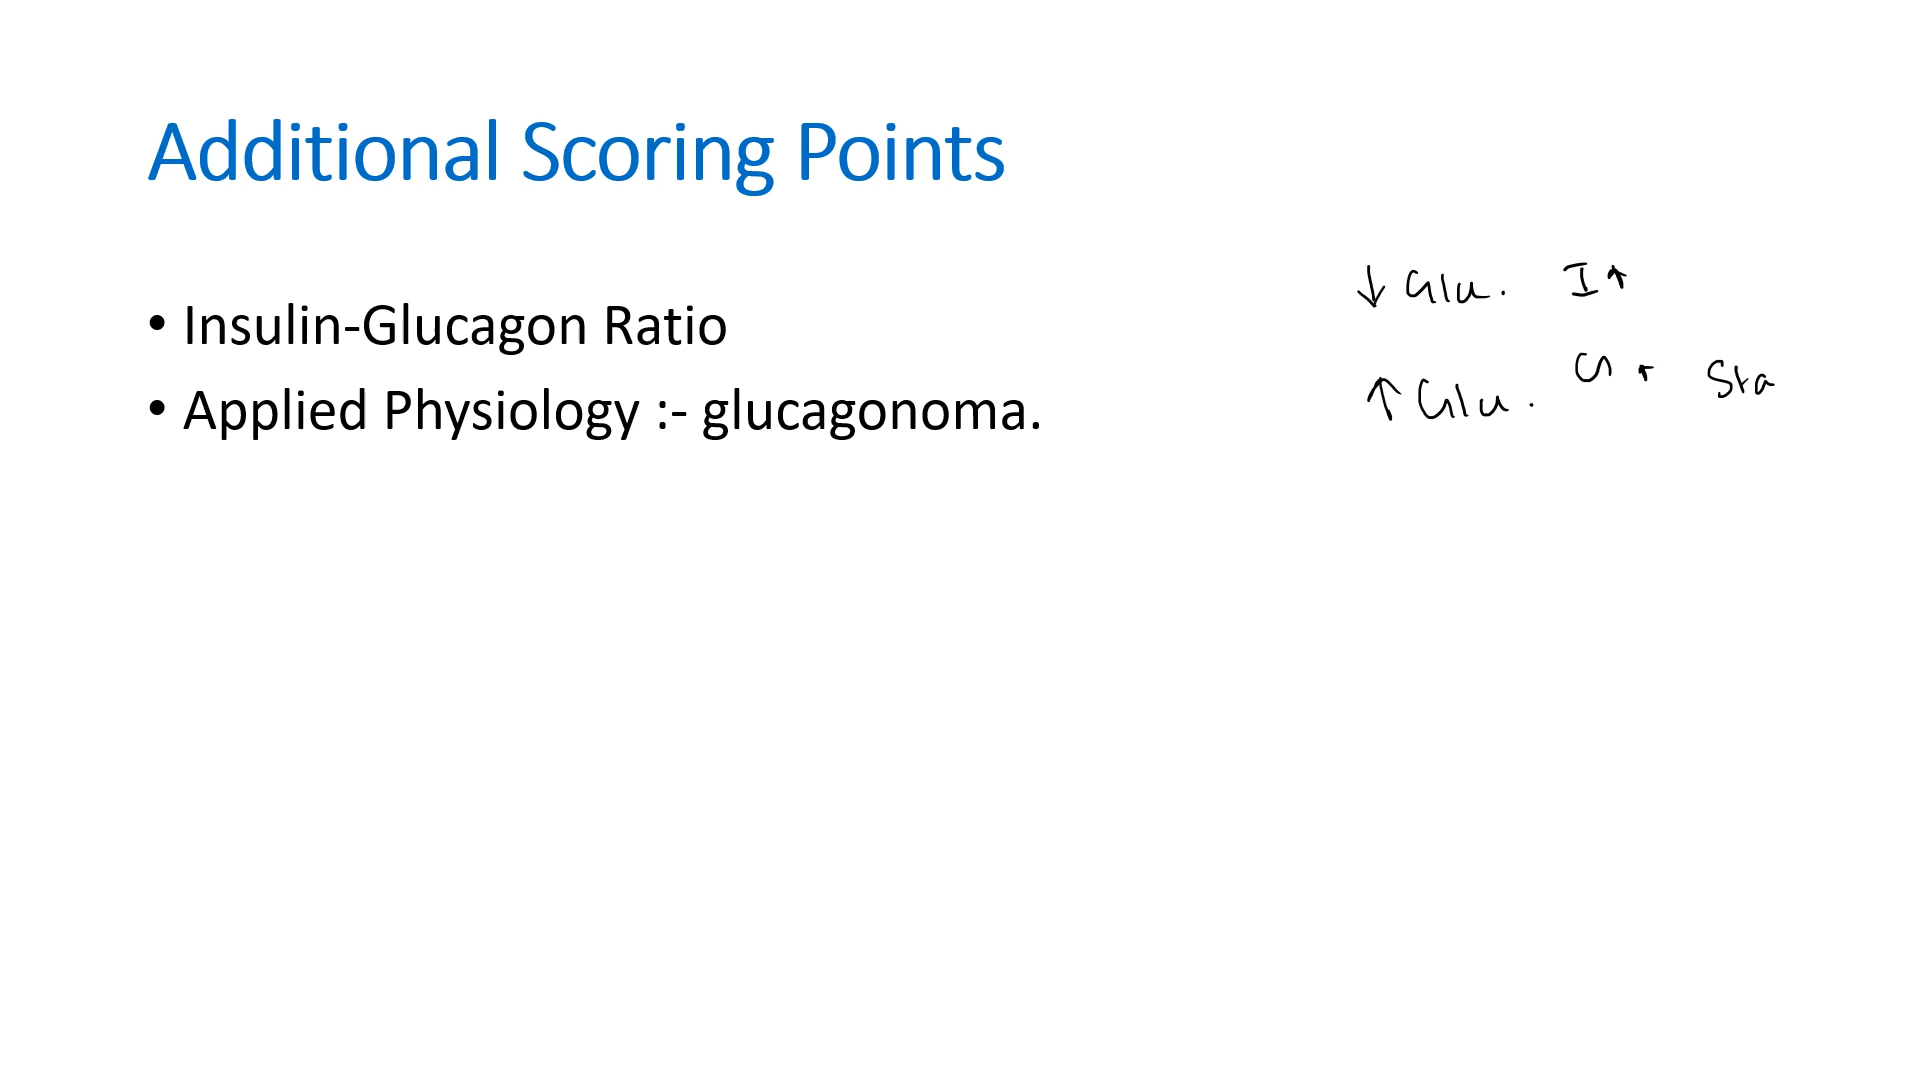 Additional Scoring Points
• Insulin-Glucagon Ratio
• Applied Physiology :- glucagonoma.
↓ Glu. I↑
↑ Glu. G ↑ Sta